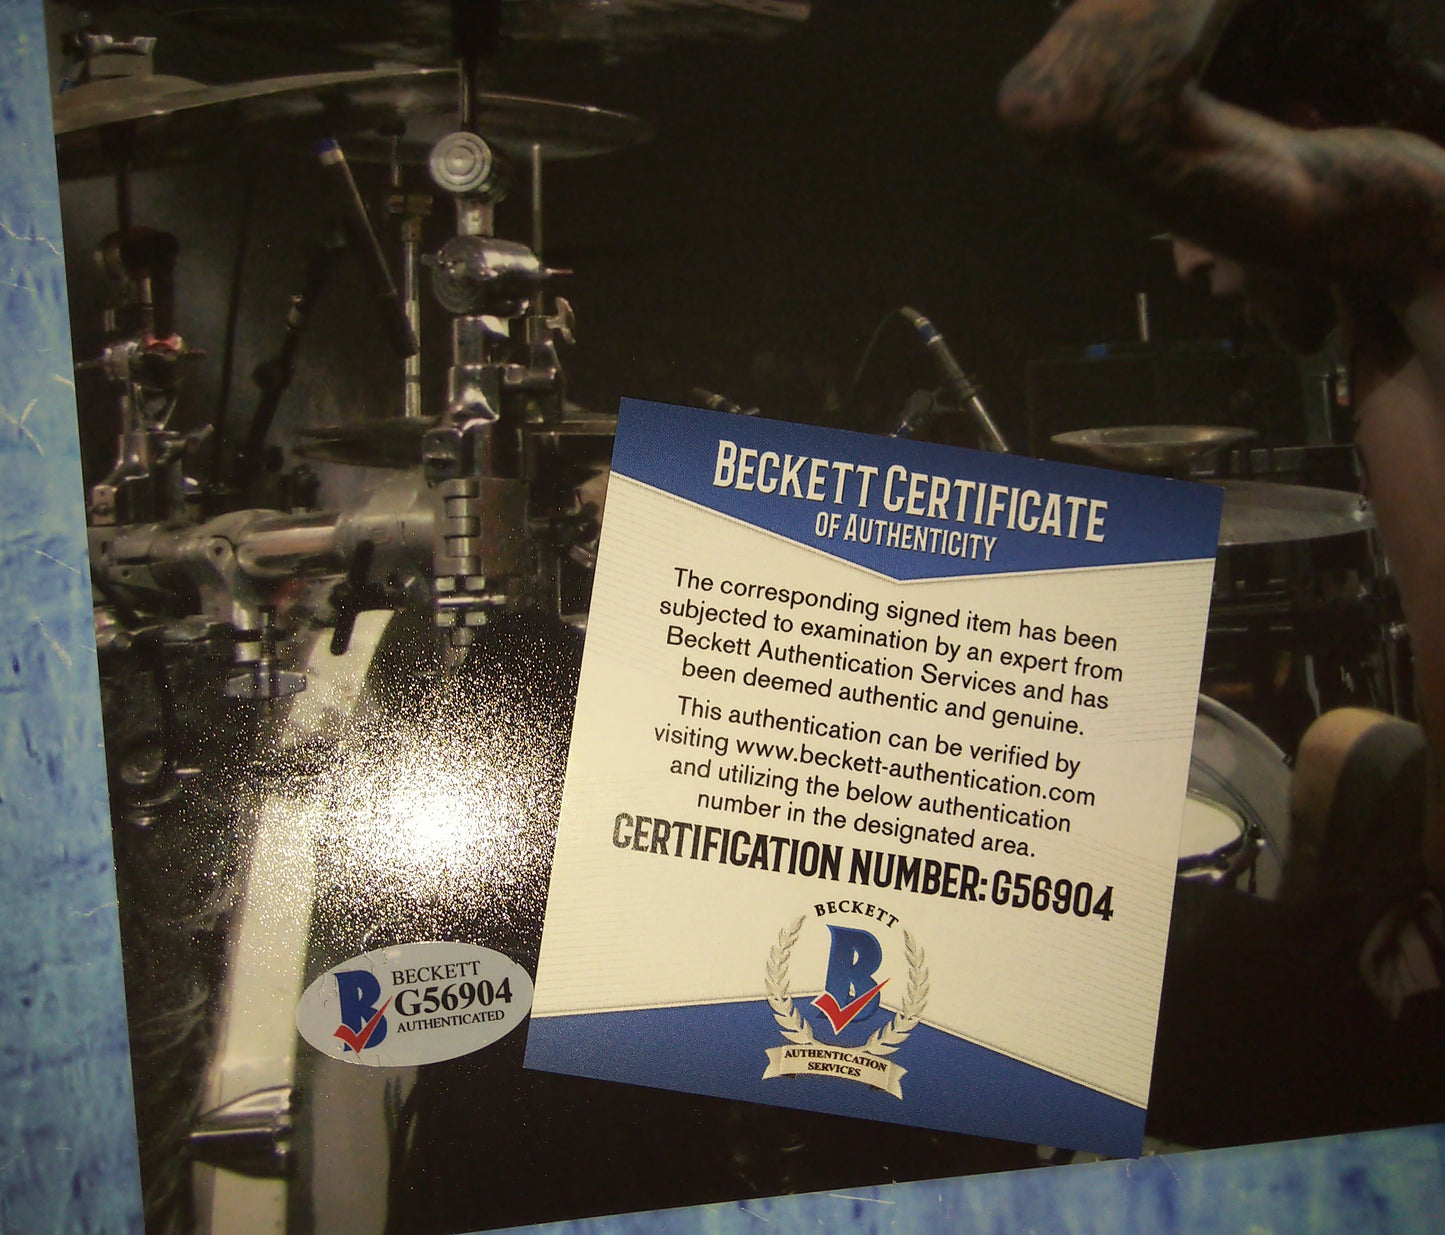 BECKETT CERTIFICATE
OF AUTHENTICITY
The corresponding signed item has been
subjected to examination by an expert from
Beckett Authentication Services and has
been deemed authentic and genuine.
This authentication can be verified by
visiting www.beckett-authentication.com
and utilizing the below authentication
number in the designated area.
CERTIFICATION NUMBER: G56904
BECKETT
B
AUTHENTICATION
SERVICES
B
BECKETT
G56904
AUTHENTICATED